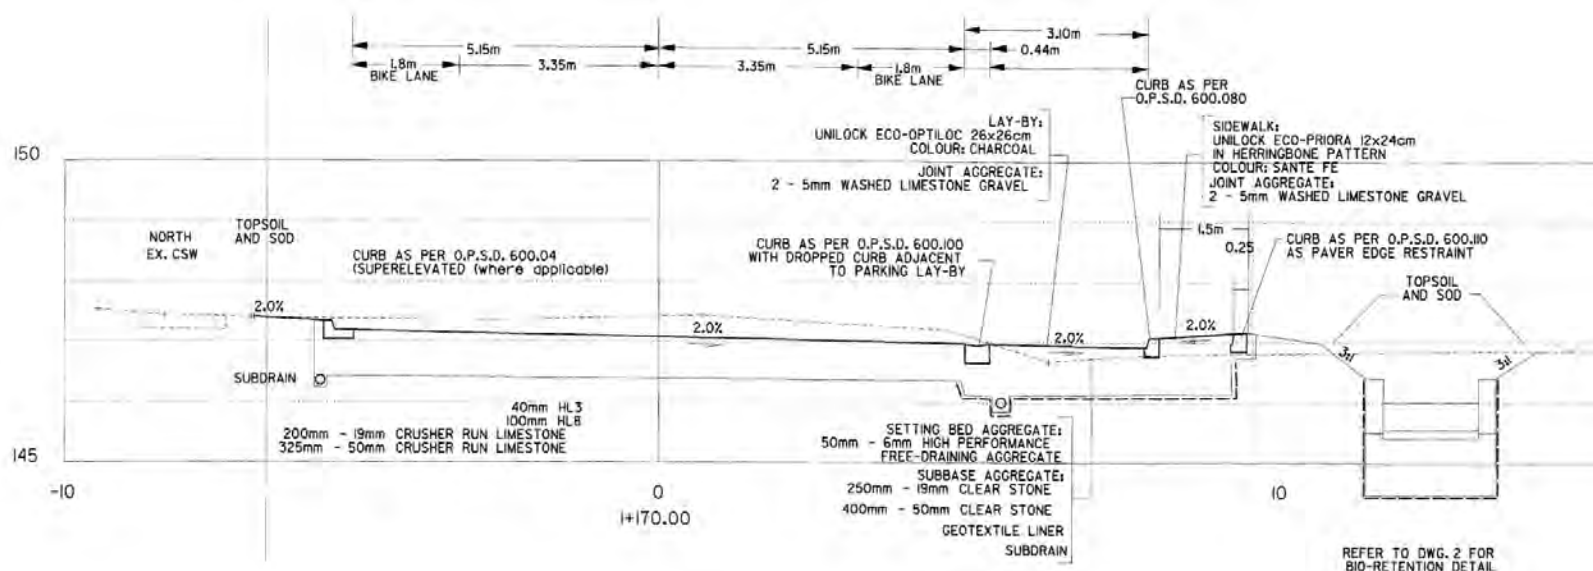 3.10m
5.15m
5.15m
0.44m
1.8m
BIKE LANE
3.35m
3.35m
1.8m
BIKE LANE
CURB AS PER
O.P.S.D. 600.080
LAY-BY:
UNILOCK ECO-OPTILOC 26x26cm
COLOUR: CHARCOAL
JOINT AGGREGATE:
2 - 5mm WASHED LIMESTONE GRAVEL
SIDEWALK:
UNILOCK ECO-PRIORA 12x24cm
IN HERRINGBONE PATTERN
COLOUR: SANTE FE
JOINT AGGREGATE:
2 - 5mm WASHED LIMESTONE GRAVEL
150
NORTH
EX. CSW
TOPSOIL
AND SOD
CURB AS PER O.P.S.D. 600.04
(SUPERELEVATED (where applicable)
CURB AS PER O.P.S.D. 600.100
WITH DROPPED CURB ADJACENT
TO PARKING LAY-BY
1.5m
0.25
CURB AS PER O.P.S.D. 600.110
AS PAVER EDGE RESTRAINT
TOPSOIL
AND SOD
2.0%
2.0%
2.0%
2.0%
3:1
3:1
SUBDRAIN
40mm HL3
100mm HL8
200mm - 19mm CRUSHER RUN LIMESTONE
325mm - 50mm CRUSHER RUN LIMESTONE
SETTING BED AGGREGATE:
50mm - 6mm HIGH PERFORMANCE
FREE-DRAINING AGGREGATE
SUBBASE AGGREGATE:
250mm - 19mm CLEAR STONE
400mm - 50mm CLEAR STONE
GEOTEXTILE LINER
SUBDRAIN
145
-10
0
10
1+170.00
REFER TO DWG. 2 FOR
BIO-RETENTION DETAIL